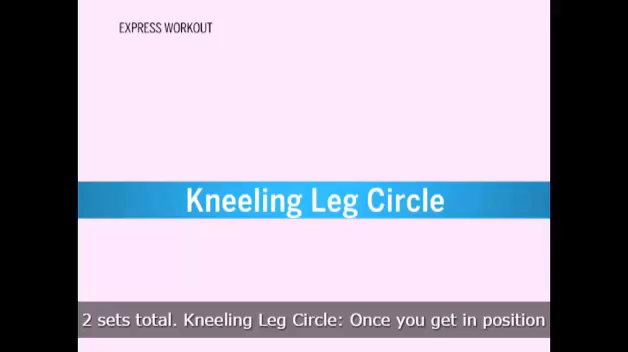 EXPRESS WORKOUT
Kneeling Leg Circle
2 sets total. Kneeling Leg Circle: Once you get in position